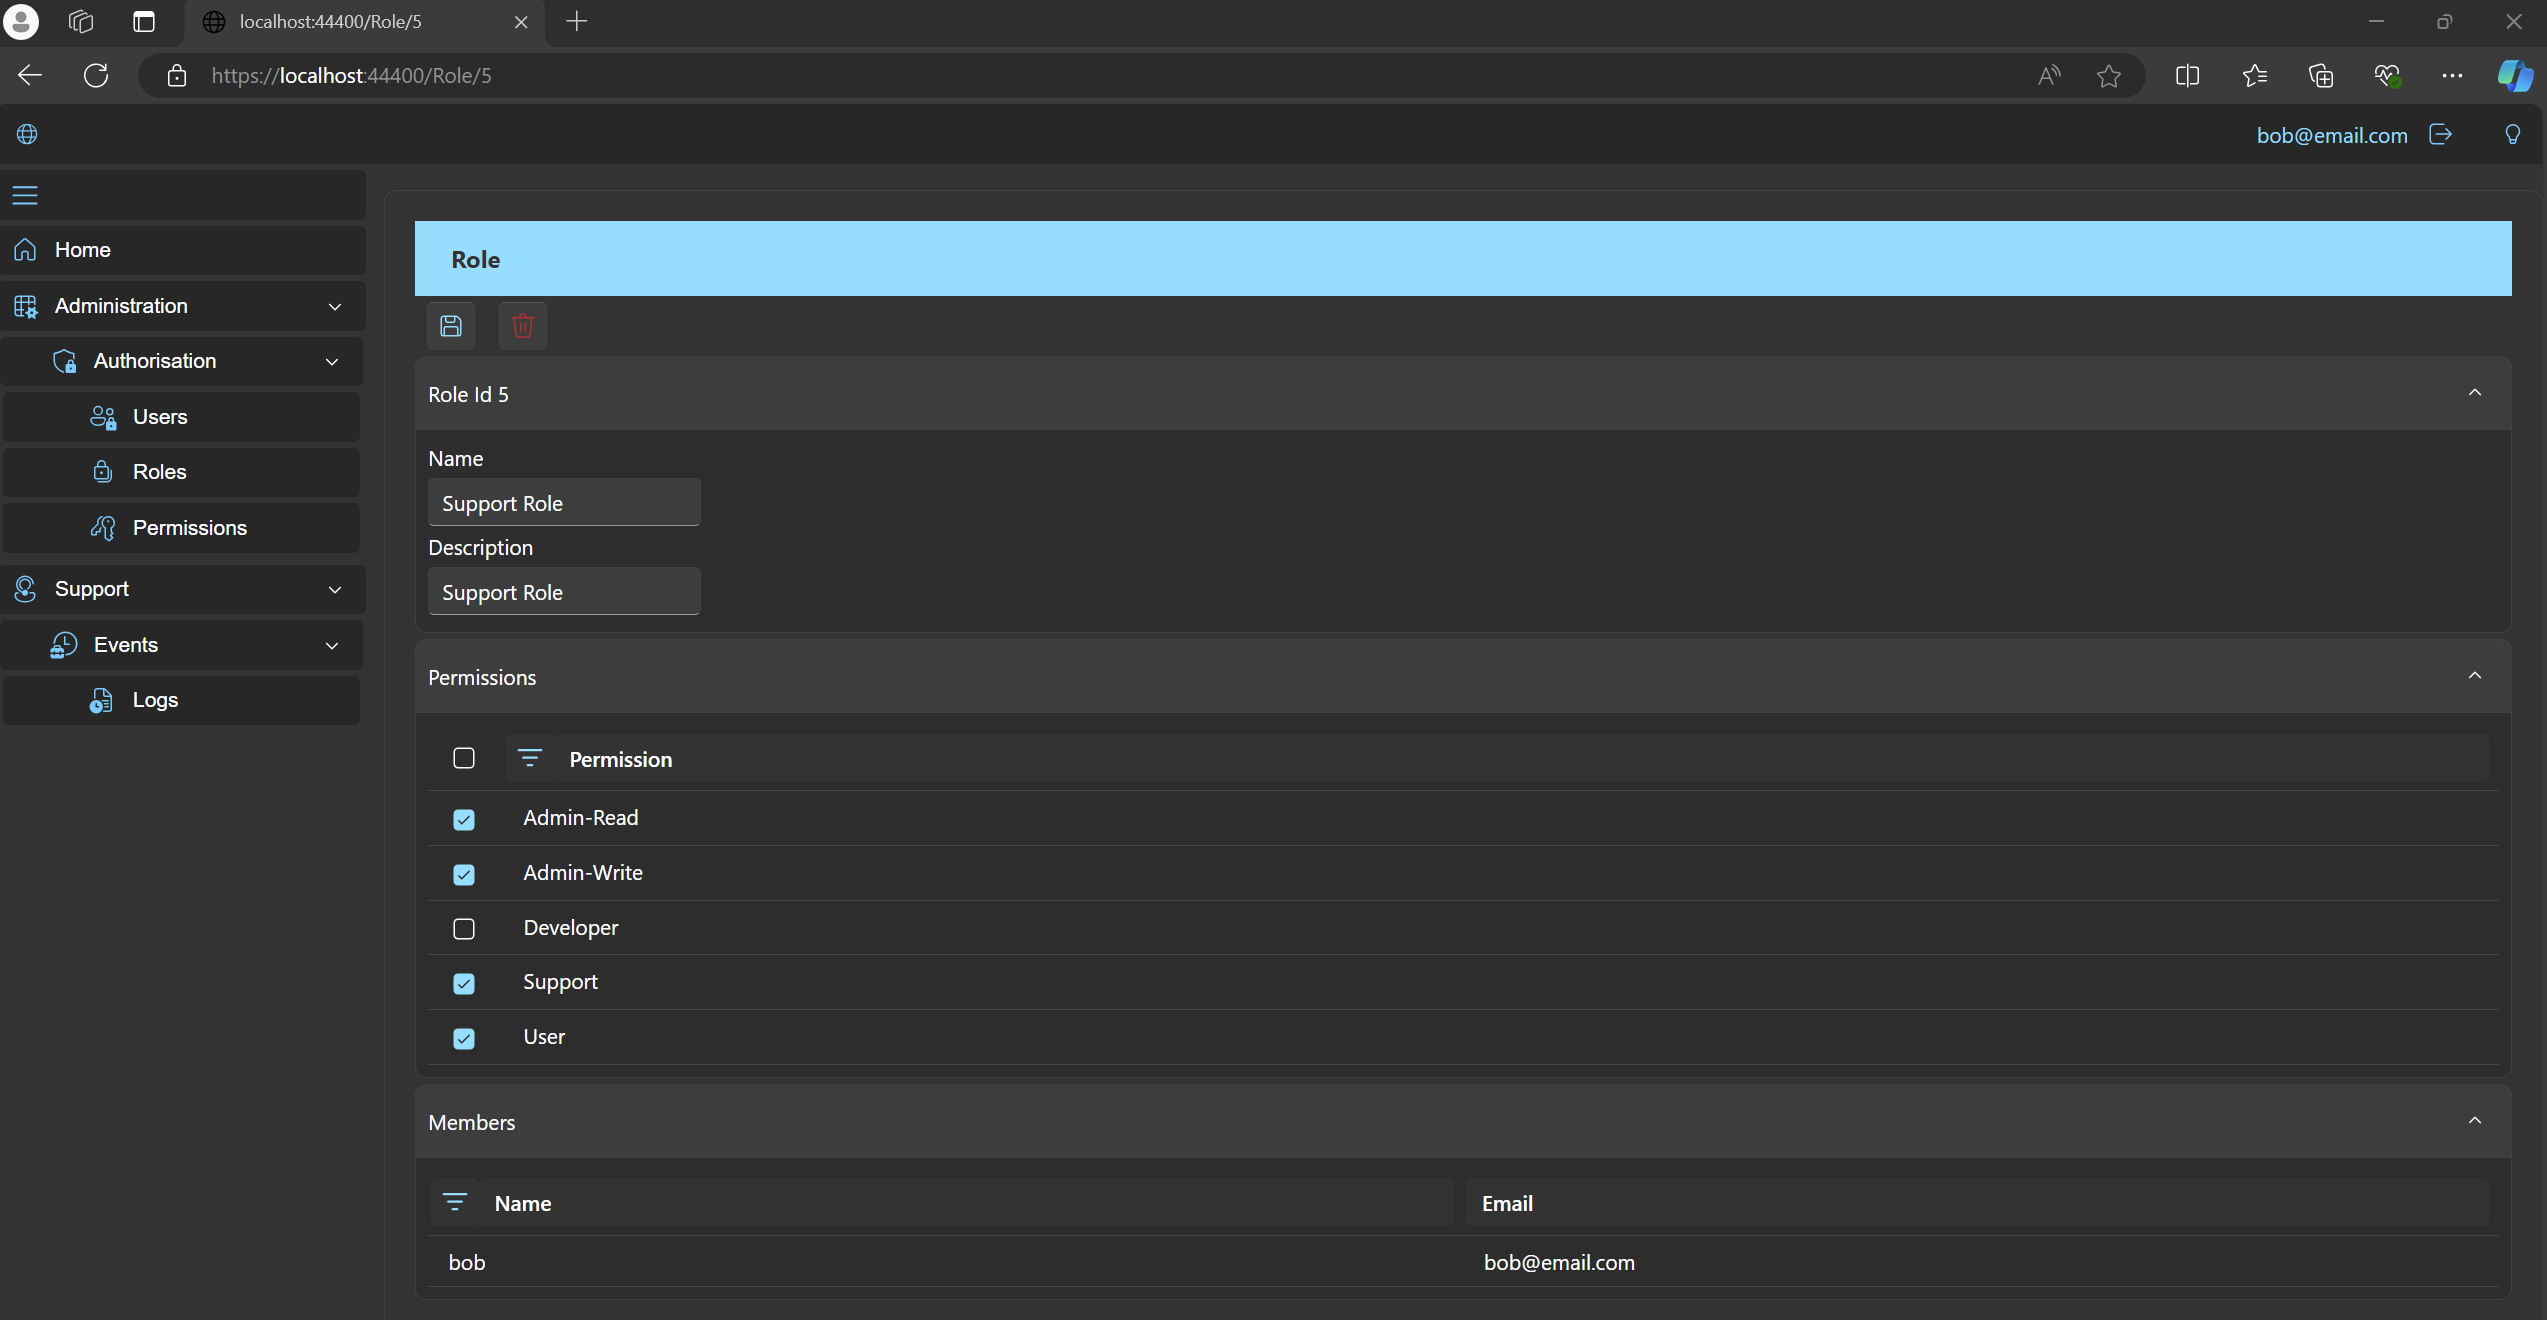 localhost:44400/Role/5
https://localhost:44400/Role/5
bob@email.com
Home
Administration
Authorisation
Users
Roles
Permissions
Support
Events
Logs
Role
Role Id 5
Name
Support Role
Description
Support Role
Permissions
Permission
Admin-Read
Admin-Write
Developer
Support
User
Members
Name Email
bob bob@email.com